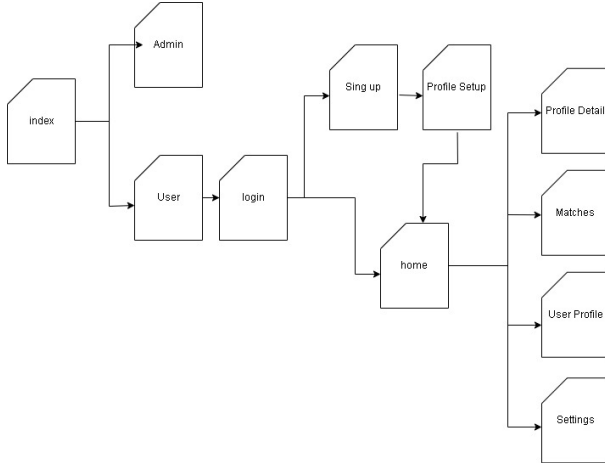 Admin
index
User
login
Sing up
Profile Setup
home
Profile Detail
Matches
User Profile
Settings